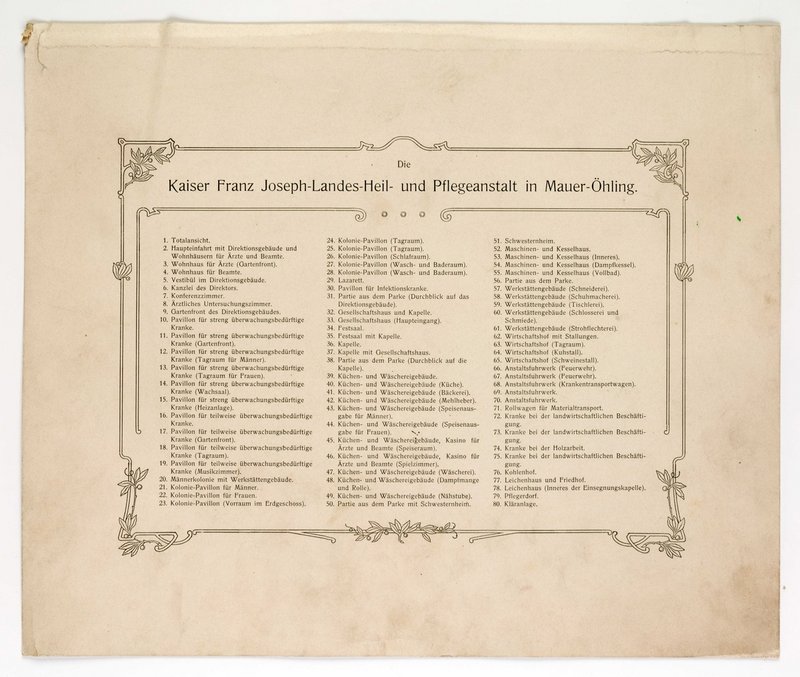 Die
Kaiser Franz Joseph-Landes-Heil- und Pflegeanstalt in Mauer-Öhling.
1. Totalansicht.
2. Haupteinfahrt mit Direktionsgebäude und
Wohnhäusern für Ärzte und Beamte.
3. Wohnhaus für Ärzte (Gartenfront).
4. Wohnhaus für Beamte.
5. Vestibül im Direktionsgebäude.
6. Kanzlei des Direktors.
7. Konferenzzimmer.
8. Ärztliches Untersuchungszimmer.
9. Gartenfront des Direktionsgebäudes.
10. Pavillon für streng überwachungsbedürftige
Kranke.
11. Pavillon für streng überwachungsbedürftige
Kranke (Gartenfront).
12. Pavillon für streng überwachungsbedürftige
Kranke (Tagraum für Männer).
13. Pavillon für streng überwachungsbedürftige
Kranke (Tagraum für Frauen).
14. Pavillon für streng überwachungsbedürftige
Kranke (Wachsaal).
15. Pavillon für streng überwachungsbedürftige
Kranke (Heizanlage).
16. Pavillon für teilweise überwachungsbedürftige
Kranke.
17. Pavillon für teilweise überwachungsbedürftige
Kranke (Gartenfront).
18. Pavillon für teilweise überwachungsbedürftige
Kranke (Tagraum).
19. Pavillon für teilweise überwachungsbedürftige
Kranke (Musikzimmer).
20. Männerkolonie mit Werkstättengebäude.
21. Kolonie-Pavillon für Männer.
22. Kolonie-Pavillon für Frauen.
23. Kolonie-Pavillon (Vorraum im Erdgeschoss).
24. Kolonie-Pavillon (Tagraum).
25. Kolonie-Pavillon (Tagraum).
26. Kolonie-Pavillon (Schlafraum).
27. Kolonie-Pavillon (Wasch- und Baderaum).
28. Kolonie-Pavillon (Wasch- und Baderaum).
29. Lazarett.
30. Pavillon für Infektionskranke.
31. Partie aus dem Parke (Durchblick auf das
Direktionsgebäude).
32. Gesellschaftshaus und Kapelle.
33. Gesellschaftshaus (Haupteingang).
34. Festsaal.
35. Festsaal mit Kapelle.
36. Kapelle.
37. Kapelle mit Gesellschaftshaus.
38. Partie aus dem Parke (Durchblick auf die
Kapelle).
39. Küchen- und Wäschereigebäude.
40. Küchen- und Wäschereigebäude (Küche).
41. Küchen- und Wäschereigebäude (Bäckerei).
42. Küchen- und Wäschereigebäude (Mehlheber).
43. Küchen- und Wäschereigebäude (Speisenaus-
gabe für Männer).
44. Küchen- und Wäschereigebäude (Speisenaus-
gabe für Frauen).
45. Küchen- und Wäschereigebäude, Kasino für
Ärzte und Beamte (Speiseraum).
46. Küchen- und Wäschereigebäude, Kasino für
Ärzte und Beamte (Spielzimmer).
47. Küchen- und Wäschereigebäude (Wäscherei).
48. Küchen- und Wäschereigebäude (Dampfmange
und Rolle).
49. Küchen- und Wäschereigebäude (Nähstube).
50. Partie aus dem Parke mit Schwesternheim.
51. Schwesternheim.
52. Maschinen- und Kesselhaus.
53. Maschinen- und Kesselhaus (Inneres).
54. Maschinen- und Kesselhaus (Dampfkessel).
55. Maschinen- und Kesselhaus (Vollbad).
56. Partie aus dem Parke.
57. Werkstättengebäude (Schneiderei).
58. Werkstättengebäude (Schuhmacherei).
59. Werkstättengebäude (Tischlerei).
60. Werkstättengebäude (Schlosserei und
Schmiede).
61. Werkstättengebäude (Strohflechterei).
62. Wirtschaftshof mit Stallungen.
63. Wirtschaftshof (Tagraum).
64. Wirtschaftshof (Kuhstall).
65. Wirtschaftshof (Schweinestall).
66. Anstaltsfuhrwerk (Feuerwehr).
67. Anstaltsfuhrwerk (Feuerwehr).
68. Anstaltsfuhrwerk (Krankentransportwagen).
69. Anstaltsfuhrwerk.
70. Anstaltsfuhrwerk.
71. Rollwagen für Materialtransport.
72. Kranke bei der landwirtschaftlichen Beschäfti-
gung.
73. Kranke bei der landwirtschaftlichen Beschäfti-
gung.
74. Kranke bei der Holzarbeit.
75. Kranke bei der landwirtschaftlichen Beschäfti-
gung.
76. Kohlenhof.
77. Leichenhaus und Friedhof.
78. Leichenhaus (Inneres der Einsegnungskapelle).
79. Pflegerdorf.
80. Kläranlage.